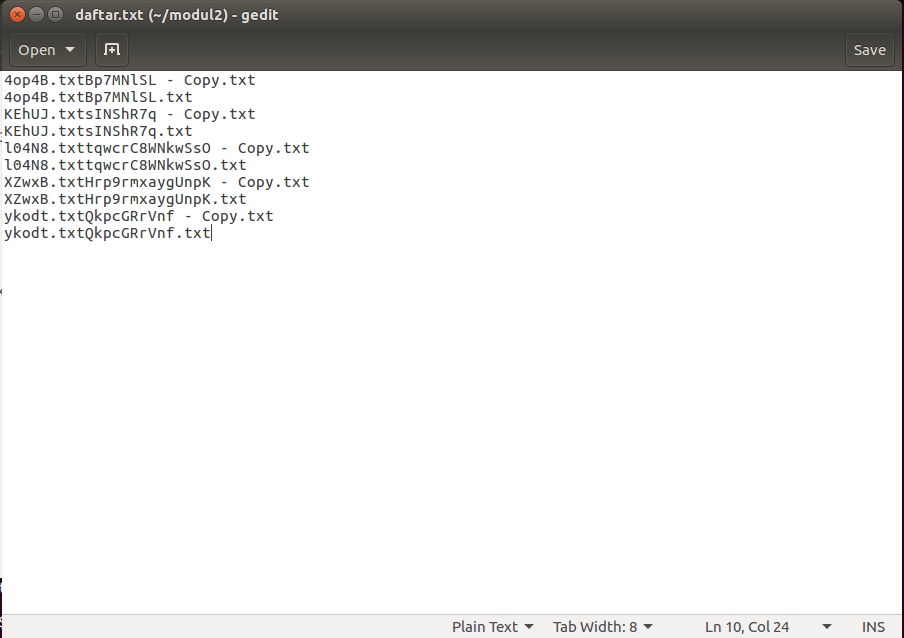 daftar.txt (~/modul2) - gedit
Open
Save
4op4B.txtBp7MNlSL - Copy.txt
4op4B.txtBp7MNlSL.txt
KEhUJ.txtsINShR7q - Copy.txt
KEhUJ.txtsINShR7q.txt
l04N8.txttqwcrC8WNkwSsO - Copy.txt
l04N8.txttqwcrC8WNkwSsO.txt
XZwxB.txtHrp9rmxaygUnpK - Copy.txt
XZwxB.txtHrp9rmxaygUnpK.txt
ykodt.txtQkpcGRrVnf - Copy.txt
ykodt.txtQkpcGRrVnf.txt
Plain Text Tab Width: 8 Ln 10, Col 24 INS